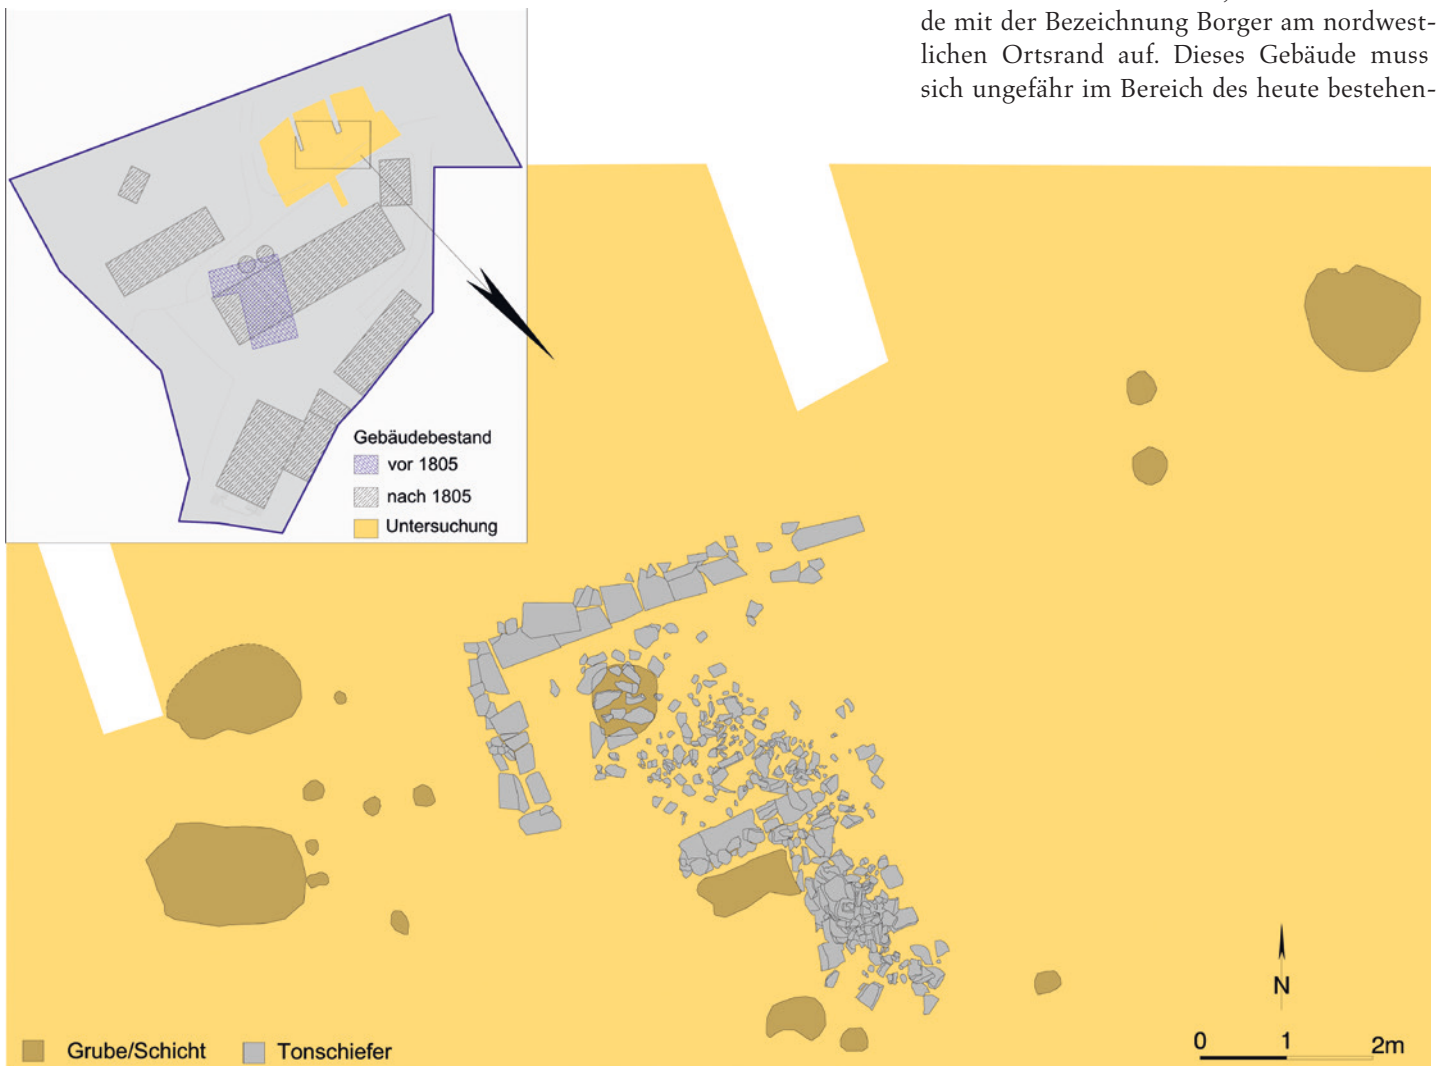 de mit der Bezeichnung Borger am nordwest-
lichen Ortsrand auf. Dieses Gebäude muss
sich ungefähr im Bereich des heute bestehen-
Gebäudebestand
vor 1805
nach 1805
Untersuchung
N
0 1 2m
Grube/Schicht Tonschiefer